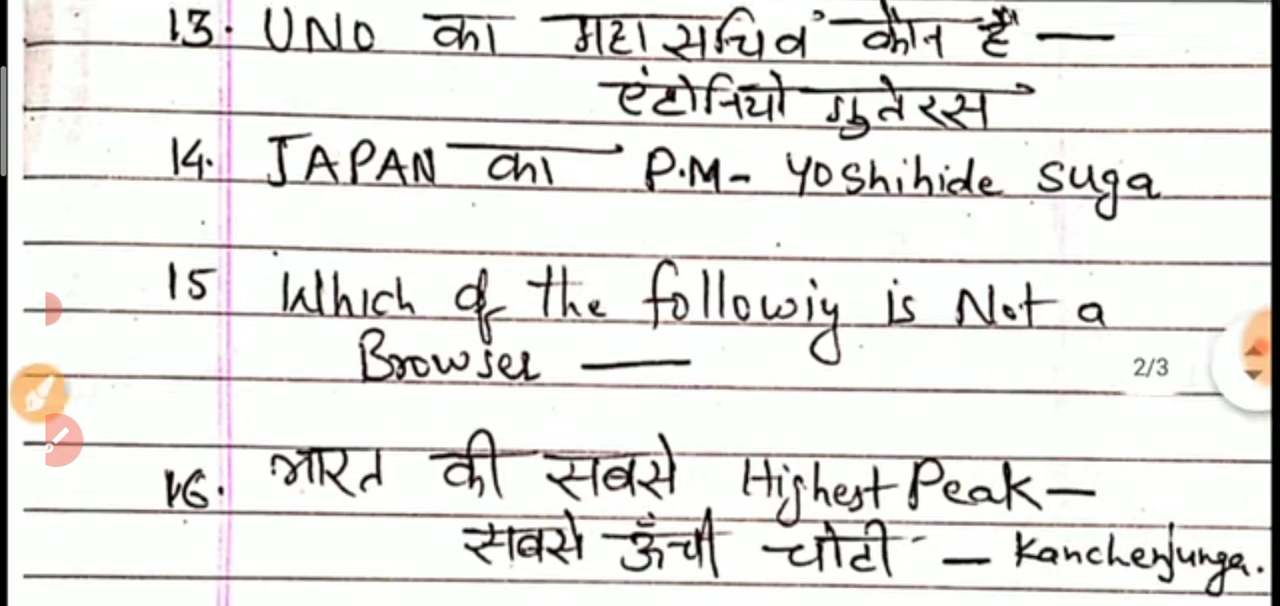 13. UNO का महासचिव कौन हैं —
एंटोनियो गुतेरस
14. JAPAN का P.M- Yoshihide Suga
15 Which of the followiy is Not a
Browser —
2/3
16. भारत की सबसे Highest Peak —
सबसे ऊँची चोटी - Kanchenjunga.